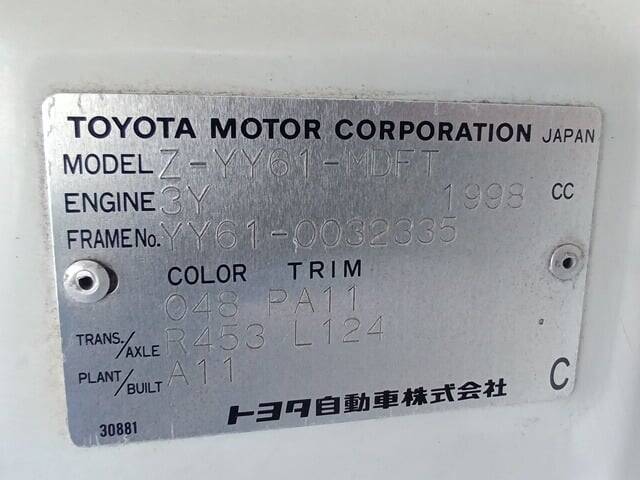 TOYOTA MOTOR CORPORATION JAPAN
MODEL Z-YY61-MDFT
ENGINE 3Y 1998 CC
FRAME No. YY61-0032335
COLOR TRIM
048 PA11
TRANS./AXLE R453 L124
PLANT/BUILT A11
トヨタ自動車株式会社 C
30881